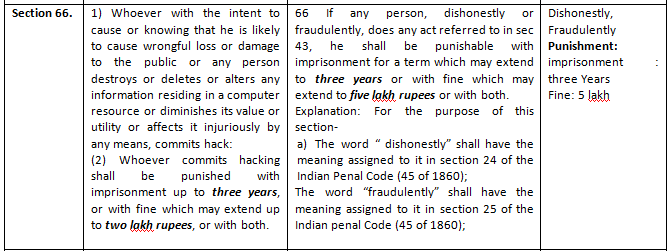 Section 66.
1) Whoever with the intent to
cause or knowing that he is likely
to cause wrongful loss or damage
to the public or any person
destroys or deletes or alters any
information residing in a computer
resource or diminishes its value or
utility or affects it injuriously by
any means, commits hack:
(2) Whoever commits hacking
shall be punished with
imprisonment up to three years,
or with fine which may extend up
to two lakh rupees, or with both.
66 If any person, dishonestly or
fraudulently, does any act referred to in sec
43, he shall be punishable with
imprisonment for a term which may extend
to three years or with fine which may
extend to five lakh rupees or with both.
Explanation: For the purpose of this
section-
a) The word " dishonestly" shall have the
meaning assigned to it in section 24 of the
Indian Penal Code (45 of 1860);
The word "fraudulently" shall have the
meaning assigned to it in section 25 of the
Indian penal Code (45 of 1860);
Dishonestly,
Fraudulently
Punishment:
imprisonment :
three Years
Fine: 5 lakh